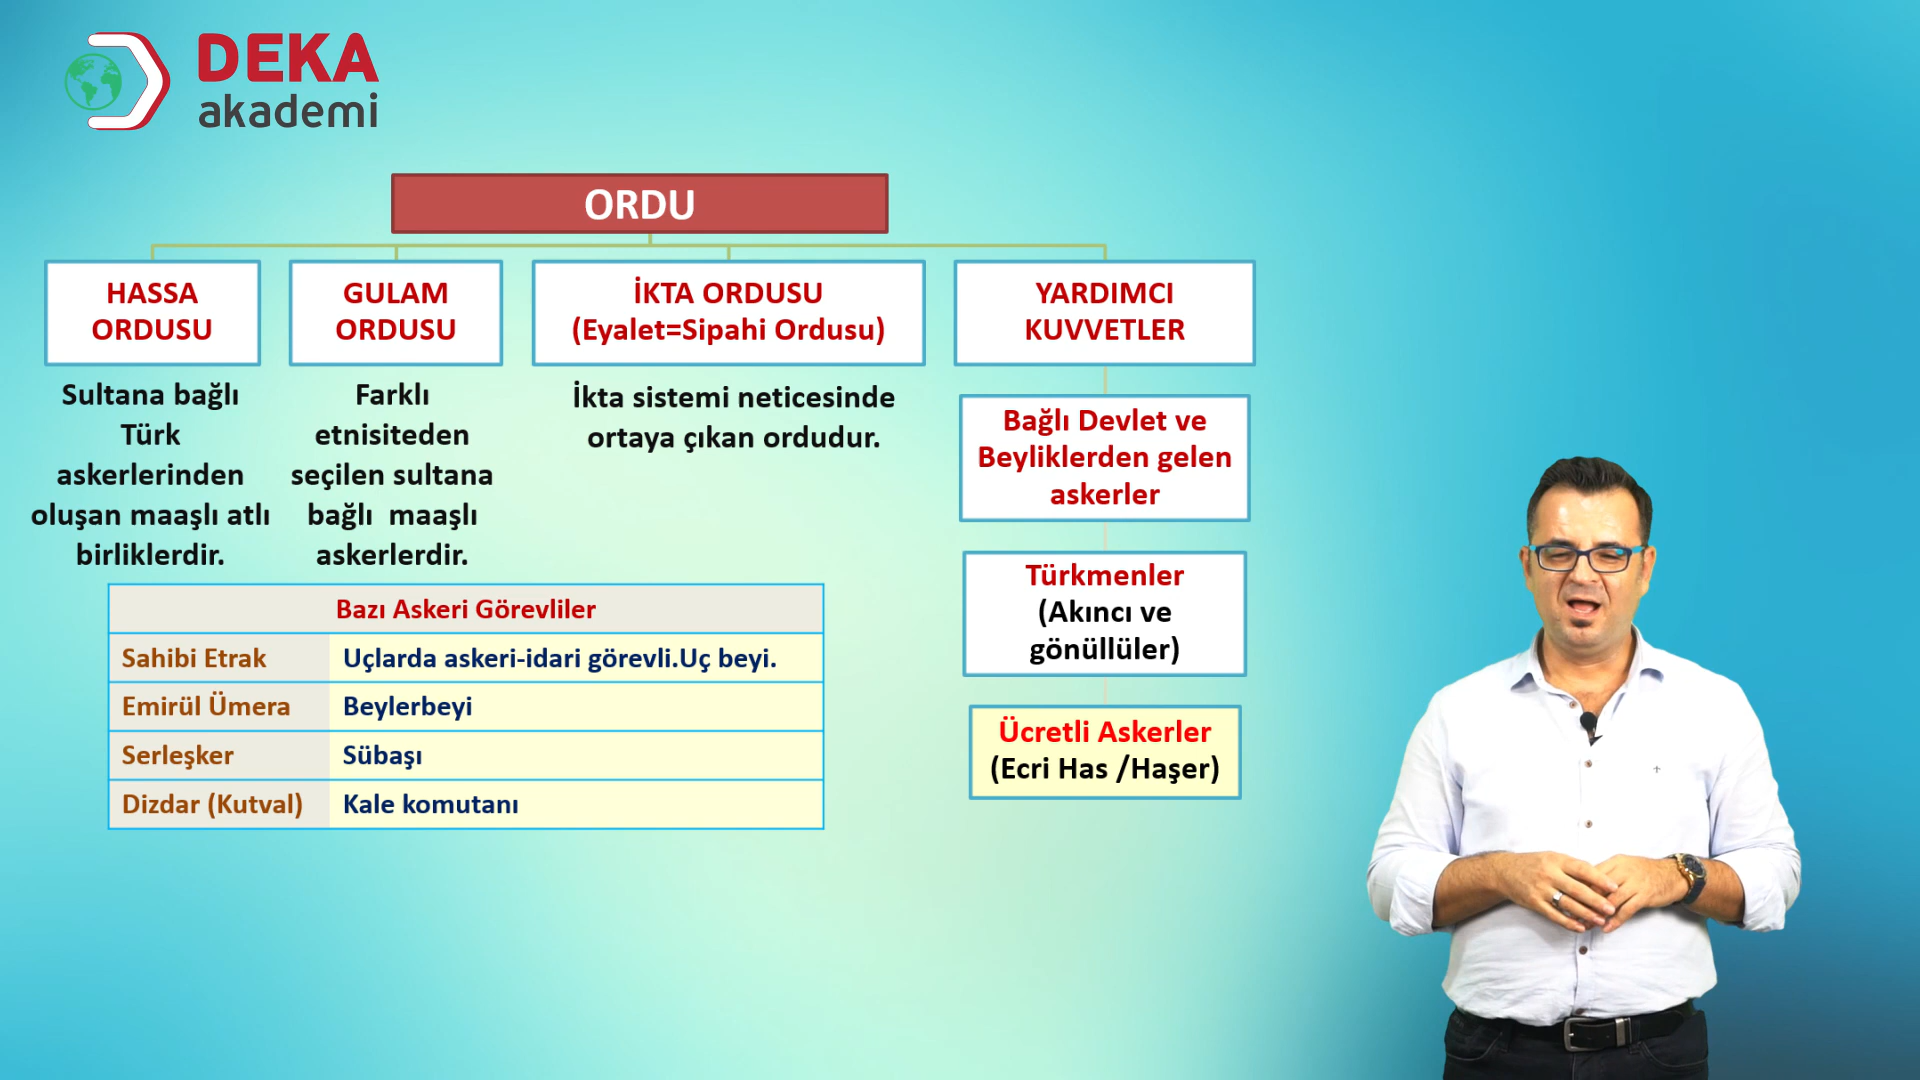 DEKA
akademi
ORDU
HASSA
ORDUSU
GULAM
ORDUSU
İKTA ORDUSU
(Eyalet=Sipahi Ordusu)
YARDIMCI
KUVVETLER
Sultana bağlı
Türk
askerlerinden
oluşan maaşlı atlı
birliklerdir.
Farklı
etnisiteden
seçilen sultana
bağlı  maaşlı
askerlerdir.
İkta sistemi neticesinde
ortaya çıkan ordudur.
Bağlı Devlet ve
Beyliklerden gelen
askerler
Türkmenler
(Akıncı ve
gönüllüler)
Ücretli Askerler
(Ecri Has /Haşer)
Bazı Askeri Görevliler
Sahibi Etrak
Uçlarda askeri-idari görevli.Uç beyi.
Emirül Ümera
Beylerbeyi
Serleşker
Sübaşı
Dizdar (Kutval)
Kale komutanı